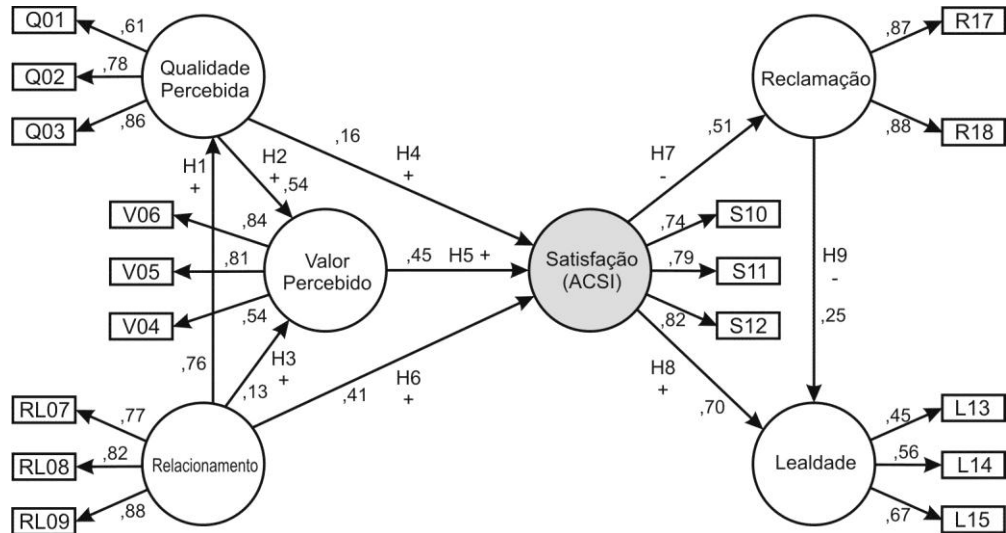 Q01
,61
Q02
,78
Q03
,86
Qualidade
Percebida
R17
,87
Reclamação
R18
,88
,16
,51
H1
+
H2
+
,54
H4
+
H7
-
V06
,84
V05
,81
V04
,54
Valor
Percebido
,45
H5 +
Satisfação
(ACSI)
,74
S10
,79
S11
,82
S12
H9
-
,25
,76
H3
+
,13
,41
H6
+
H8
+
,70
RL07
,77
RL08
,82
RL09
,88
Relacionamento
Lealdade
,45
L13
,56
L14
,67
L15